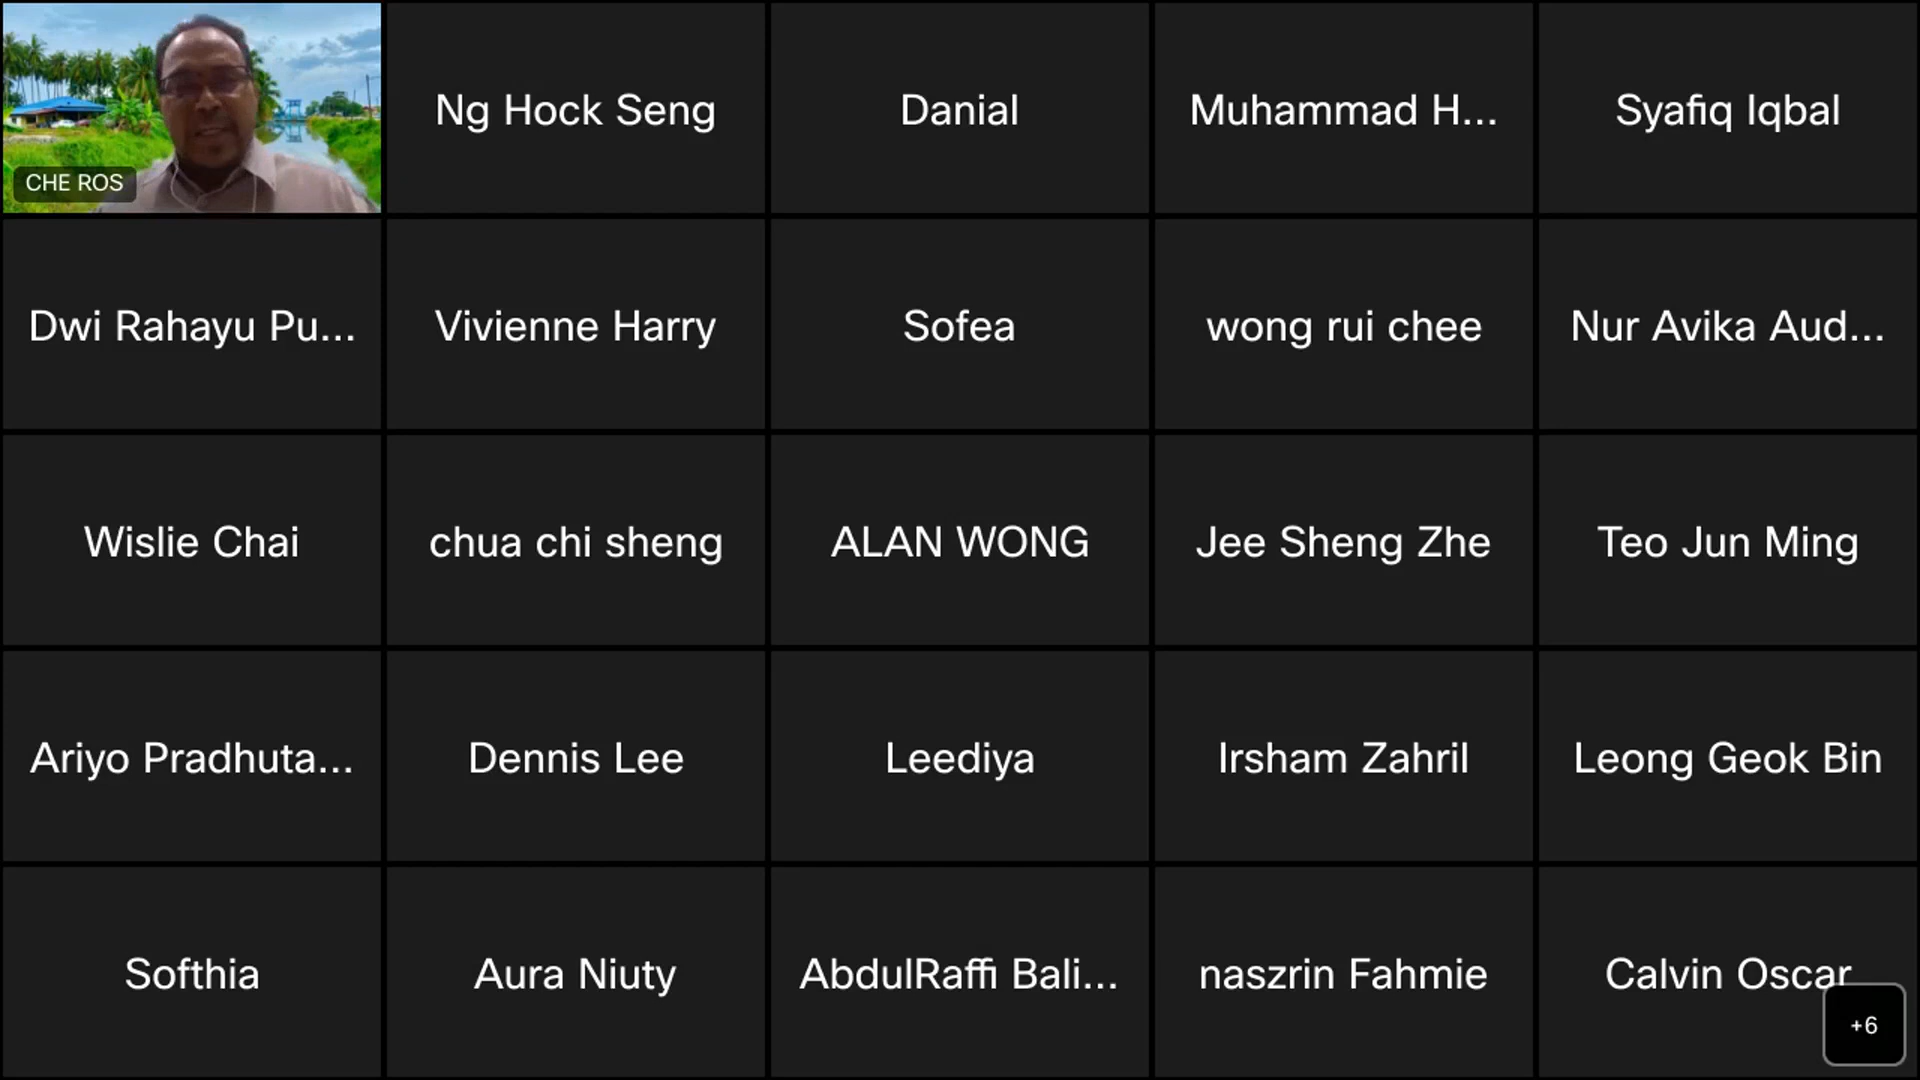 CHE ROS
Ng Hock Seng
Danial
Muhammad H...
Syafiq Iqbal
Dwi Rahayu Pu...
Vivienne Harry
Sofea
wong rui chee
Nur Avika Aud...
Wislie Chai
chua chi sheng
ALAN WONG
Jee Sheng Zhe
Teo Jun Ming
Ariyo Pradhuta...
Dennis Lee
Leediya
Irsham Zahril
Leong Geok Bin
Softhia
Aura Niuty
AbdulRaffi Bali...
naszrin Fahmie
Calvin Oscar
+6